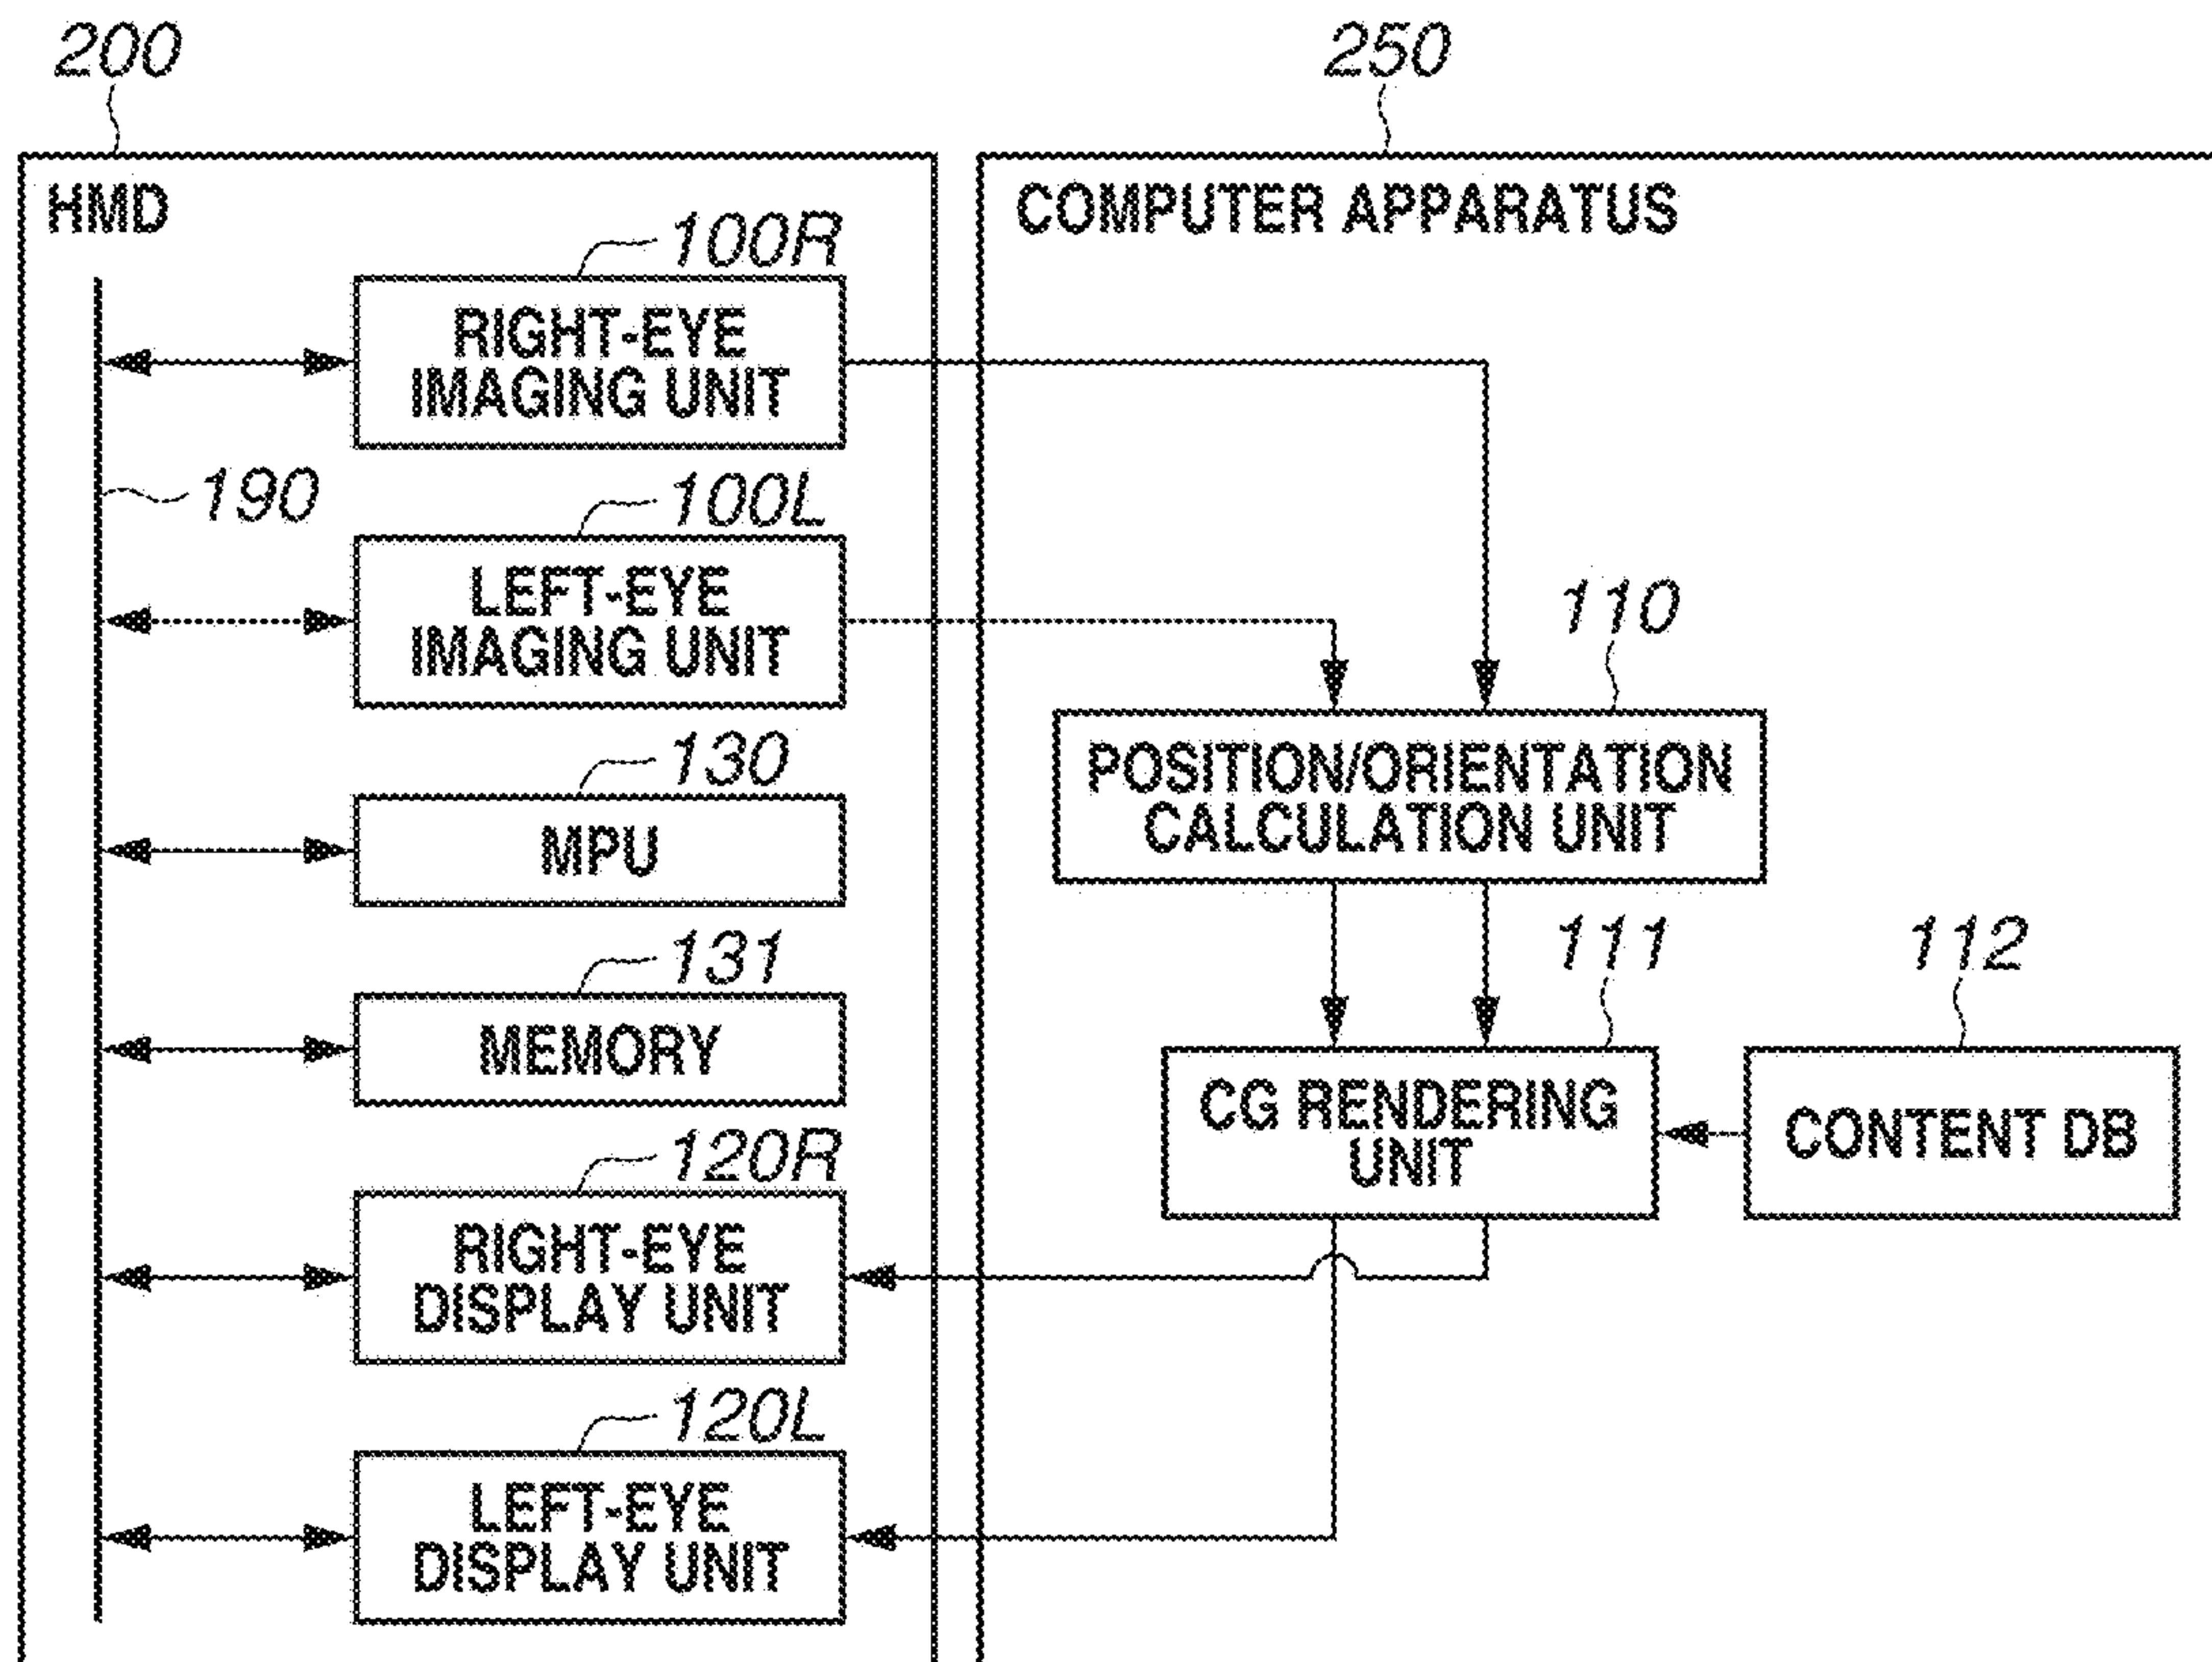 200
250
HMD
COMPUTER APPARATUS
100R
RIGHT-EYE
IMAGING UNIT
190
100L
LEFT-EYE
IMAGING UNIT
110
POSITION/ORIENTATION
CALCULATION UNIT
130
MPU
131
MEMORY
111
112
CG RENDERING
UNIT
CONTENT DB
120R
RIGHT-EYE
DISPLAY UNIT
120L
LEFT-EYE
DISPLAY UNIT